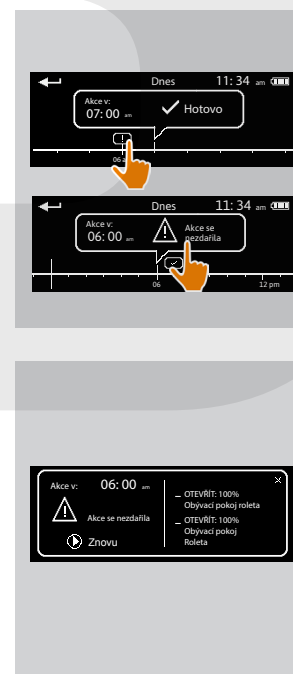 Dnes 11:34 am
Akce v:
07:00 am
Hotovo
06 a
Dnes 11:34 am
Akce v:
06:00 am
Akce se
nezdařila
06 12 pm
Akce v: 06:00 am
Akce se nezdařila
Znovu
– OTEVŘÍT: 100%
Obývací pokoj roleta
– OTEVŘÍT: 100%
Obývací pokoj
Roleta